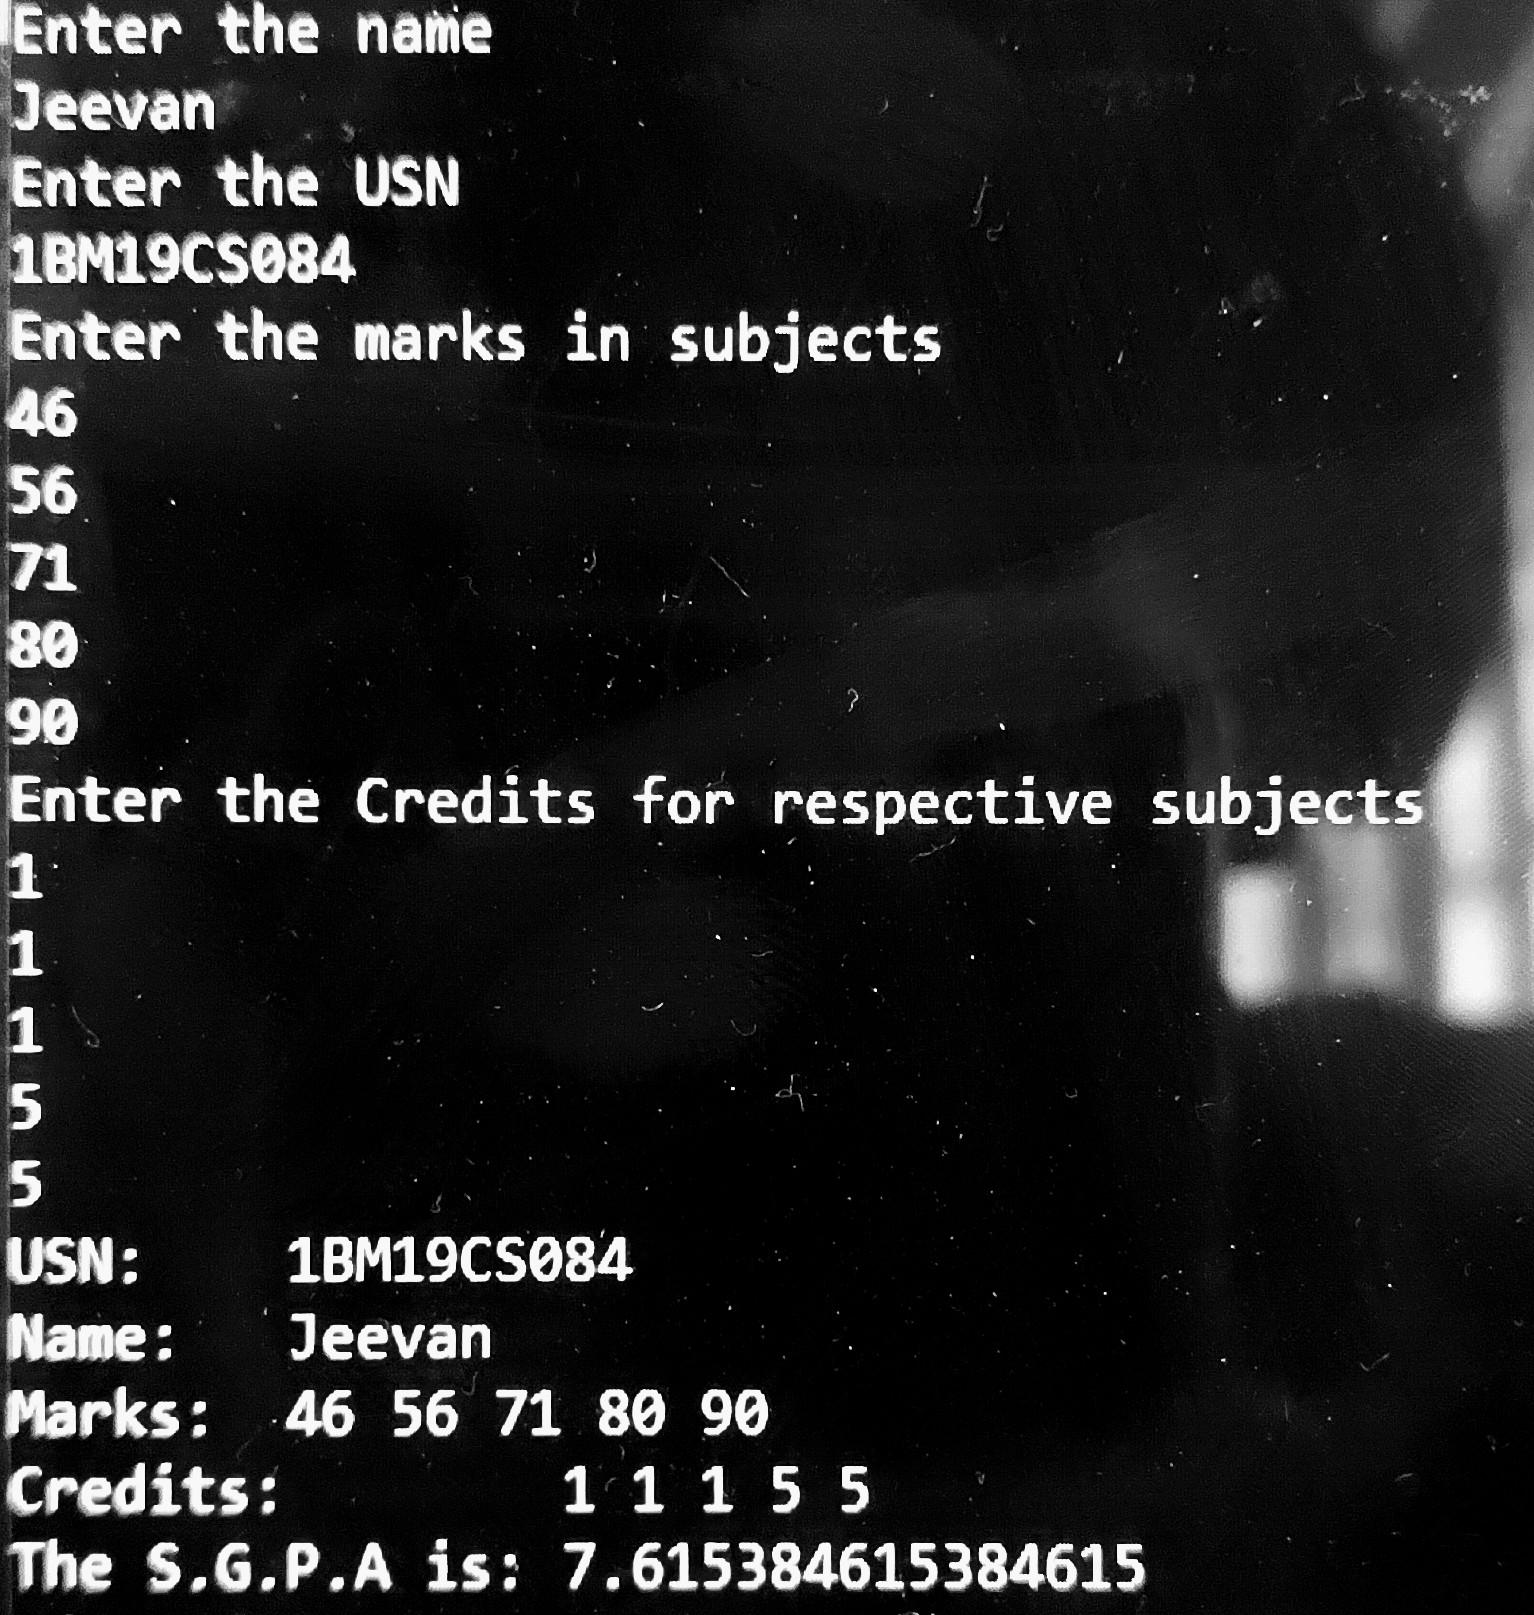 Enter the name
Jeevan
Enter the USN
1BM19CS084
Enter the marks in subjects
46
56
71
80
90
Enter the Credits for respective subjects
1
1
1
5
5
USN: 1BM19CS084
Name: Jeevan
Marks: 46 56 71 80 90
Credits: 1 1 1 5 5
The S.G.P.A is: 7.615384615384615